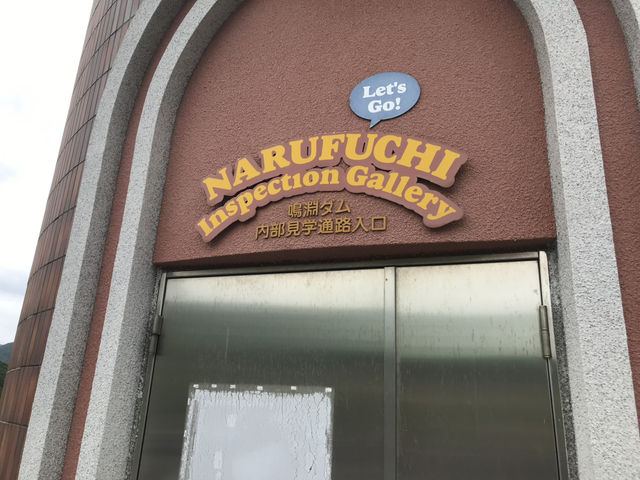 Let's
Go!
NARUFUCHI
Inspection Gallery
鳴淵ダム
内部見学通路入口